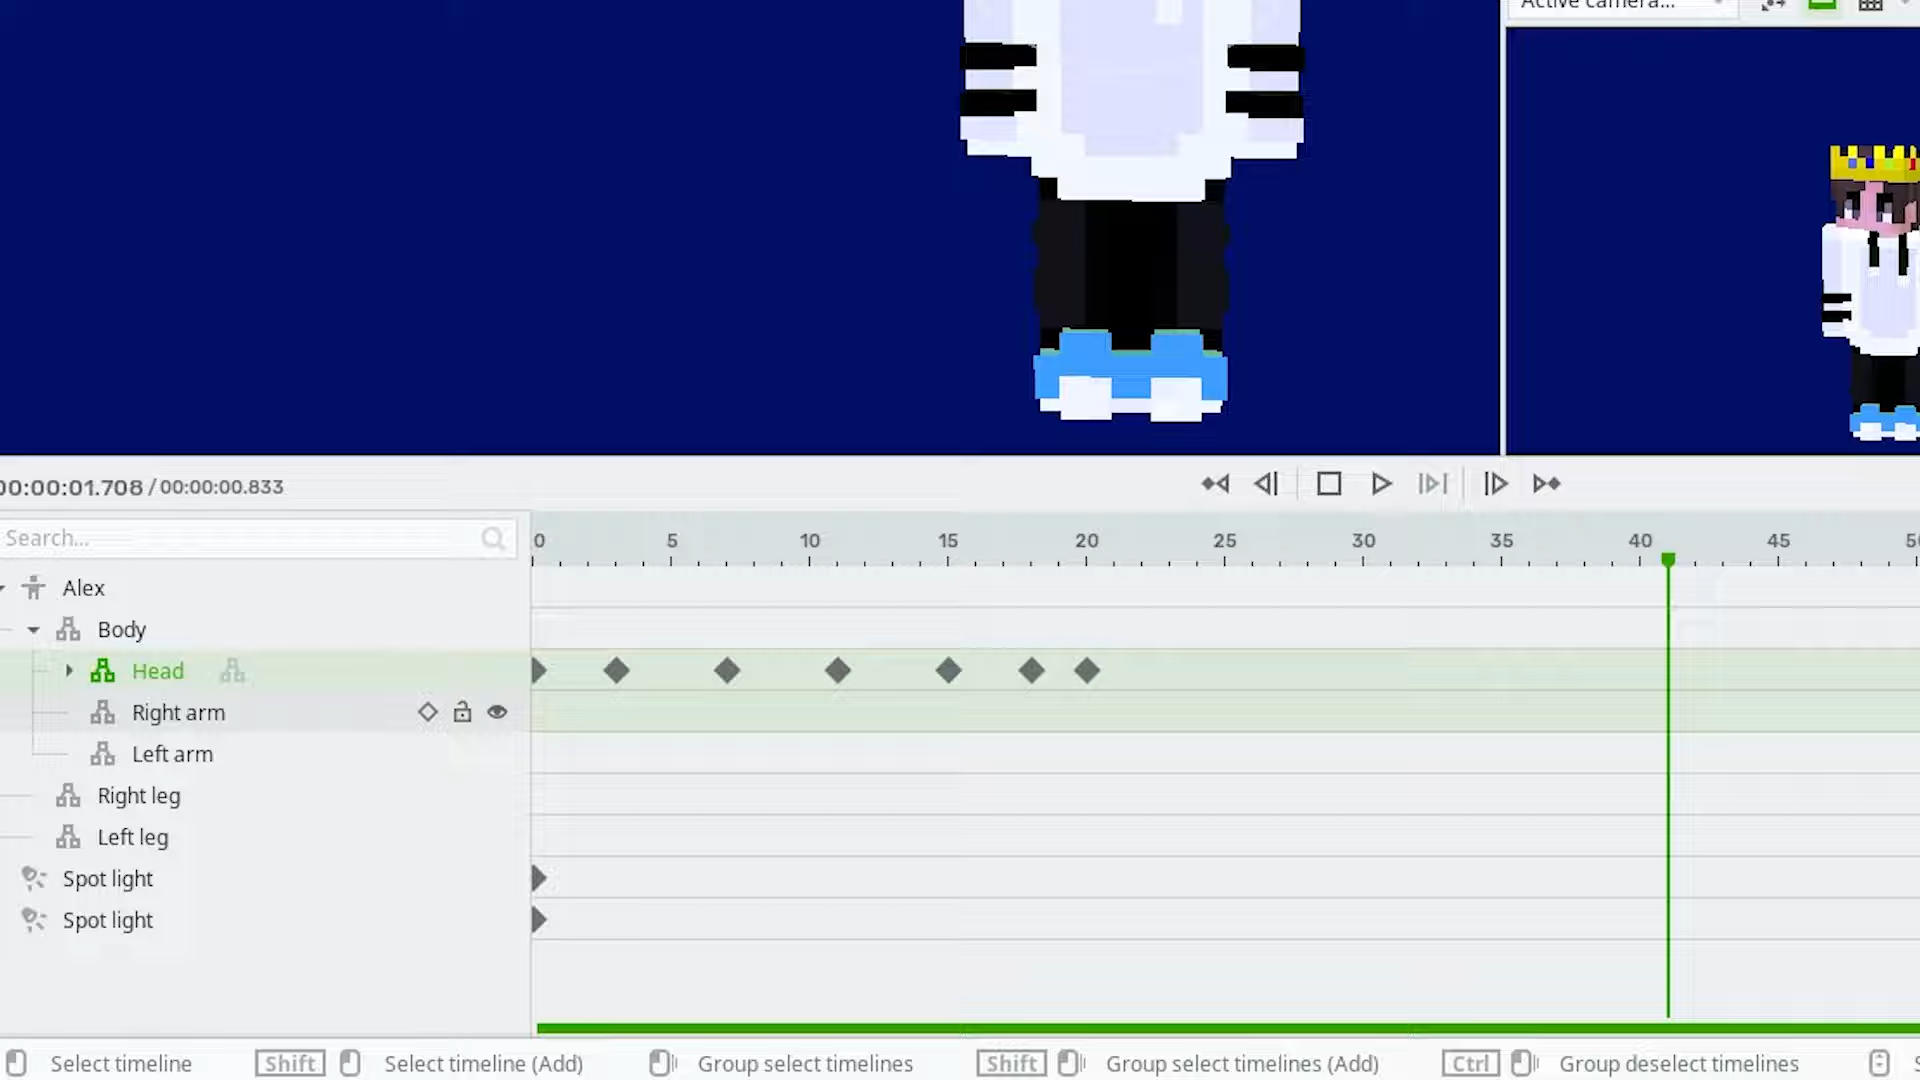 Active camera...
00:00:01.708 / 00:00:00.833
Search...
0 5 10 15 20 25 30 35 40 45
Alex
Body
Head
Right arm
Left arm
Right leg
Left leg
Spot light
Spot light
Select timeline Shift Select timeline (Add) Group select timelines Shift Group select timelines (Add) Ctrl Group deselect timelines